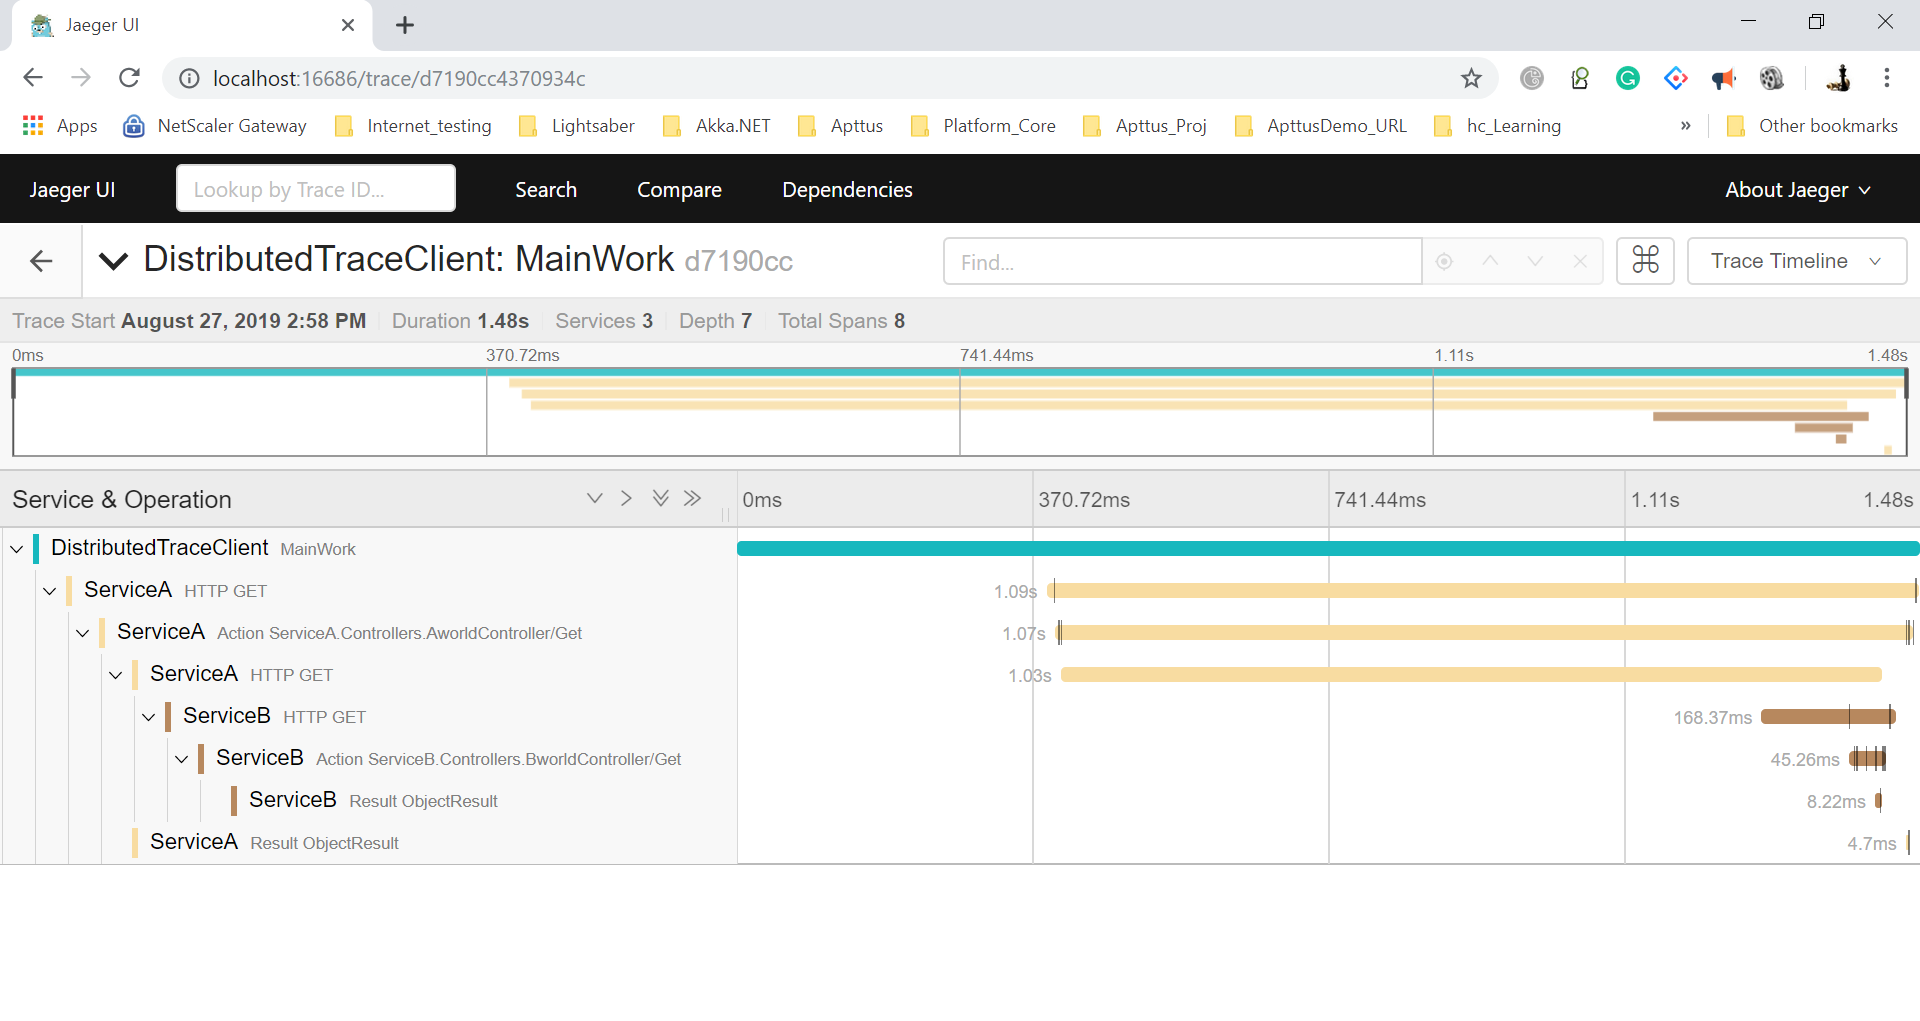 Jaeger UI
localhost:16686/trace/d7190cc4370934c
Apps NetScaler Gateway Internet_testing Lightsaber Akka.NET Apttus Platform_Core Apttus_Proj ApttusDemo_URL hc_Learning » Other bookmarks
Jaeger UI Lookup by Trace ID... Search Compare Dependencies About Jaeger
DistributedTraceClient: MainWork d7190cc Find... ⌘ Trace Timeline
Trace Start August 27, 2019 2:58 PM Duration 1.48s Services 3 Depth 7 Total Spans 8
0ms 370.72ms 741.44ms 1.11s 1.48s
Service & Operation 0ms 370.72ms 741.44ms 1.11s 1.48s
DistributedTraceClient MainWork
ServiceA HTTP GET 1.09s
ServiceA Action ServiceA.Controllers.AworldController/Get 1.07s
ServiceA HTTP GET 1.03s
ServiceB HTTP GET 168.37ms
ServiceB Action ServiceB.Controllers.BworldController/Get 45.26ms
ServiceB Result ObjectResult 8.22ms
ServiceA Result ObjectResult 4.7ms